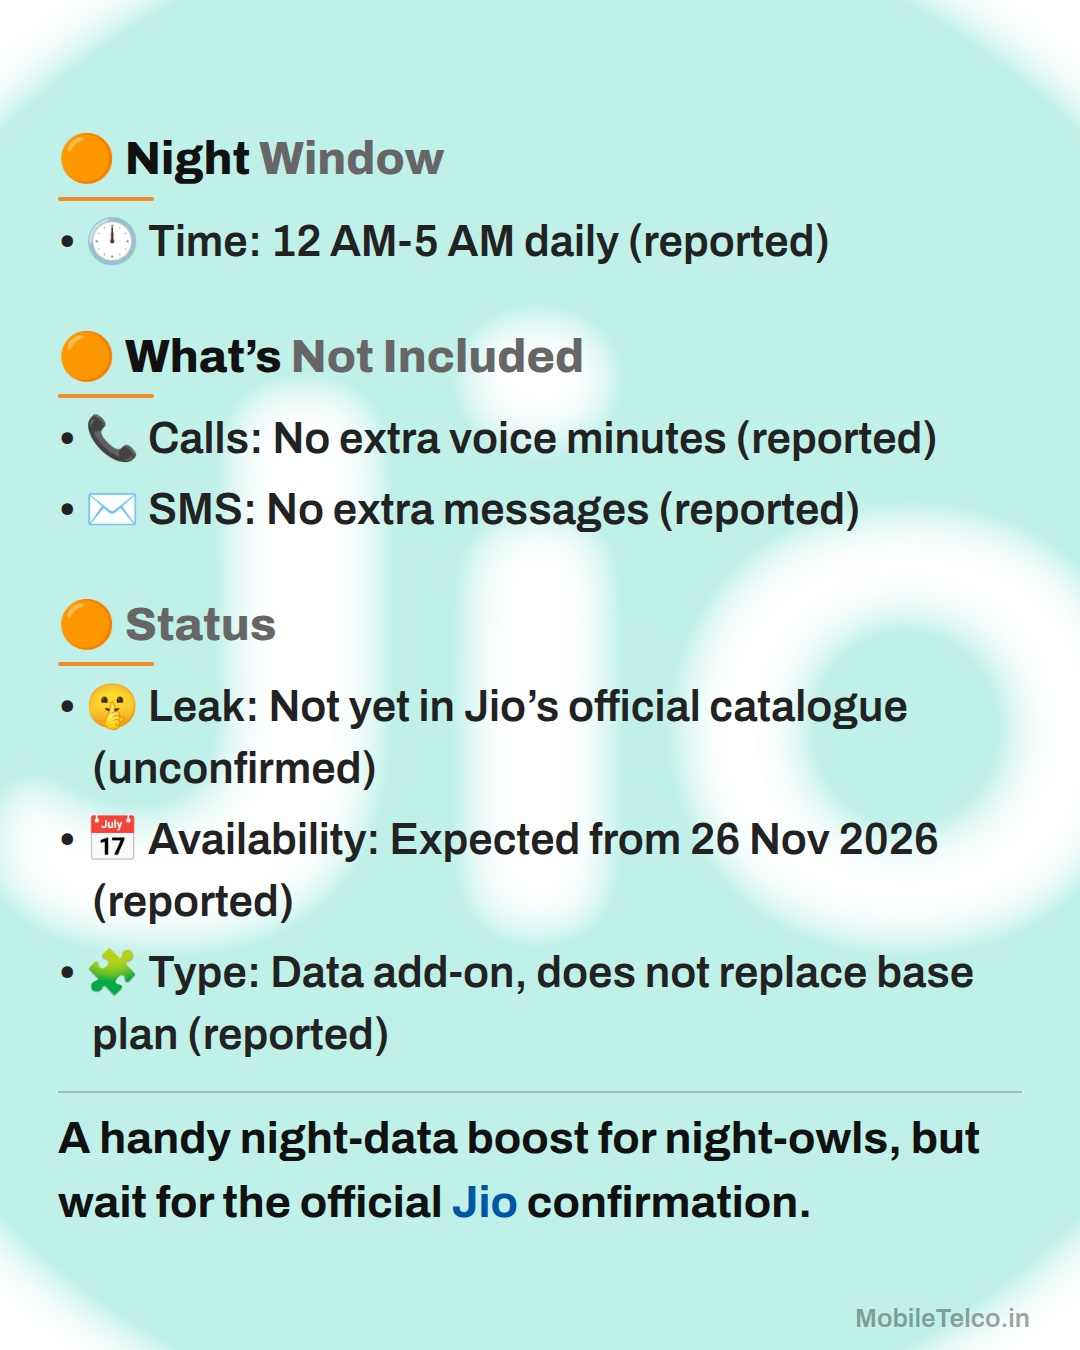 🟠 Night Window
• 🕛 Time: 12 AM-5 AM daily (reported)
🟠 What’s Not Included
• 📞 Calls: No extra voice minutes (reported)
• ✉️ SMS: No extra messages (reported)
🟠 Status
• 🤫 Leak: Not yet in Jio’s official catalogue
(unconfirmed)
• 📅 Availability: Expected from 26 Nov 2026
(reported)
• 🧩 Type: Data add-on, does not replace base
plan (reported)
A handy night-data boost for night-owls, but
wait for the official Jio confirmation.
MobileTelco.in
Jio